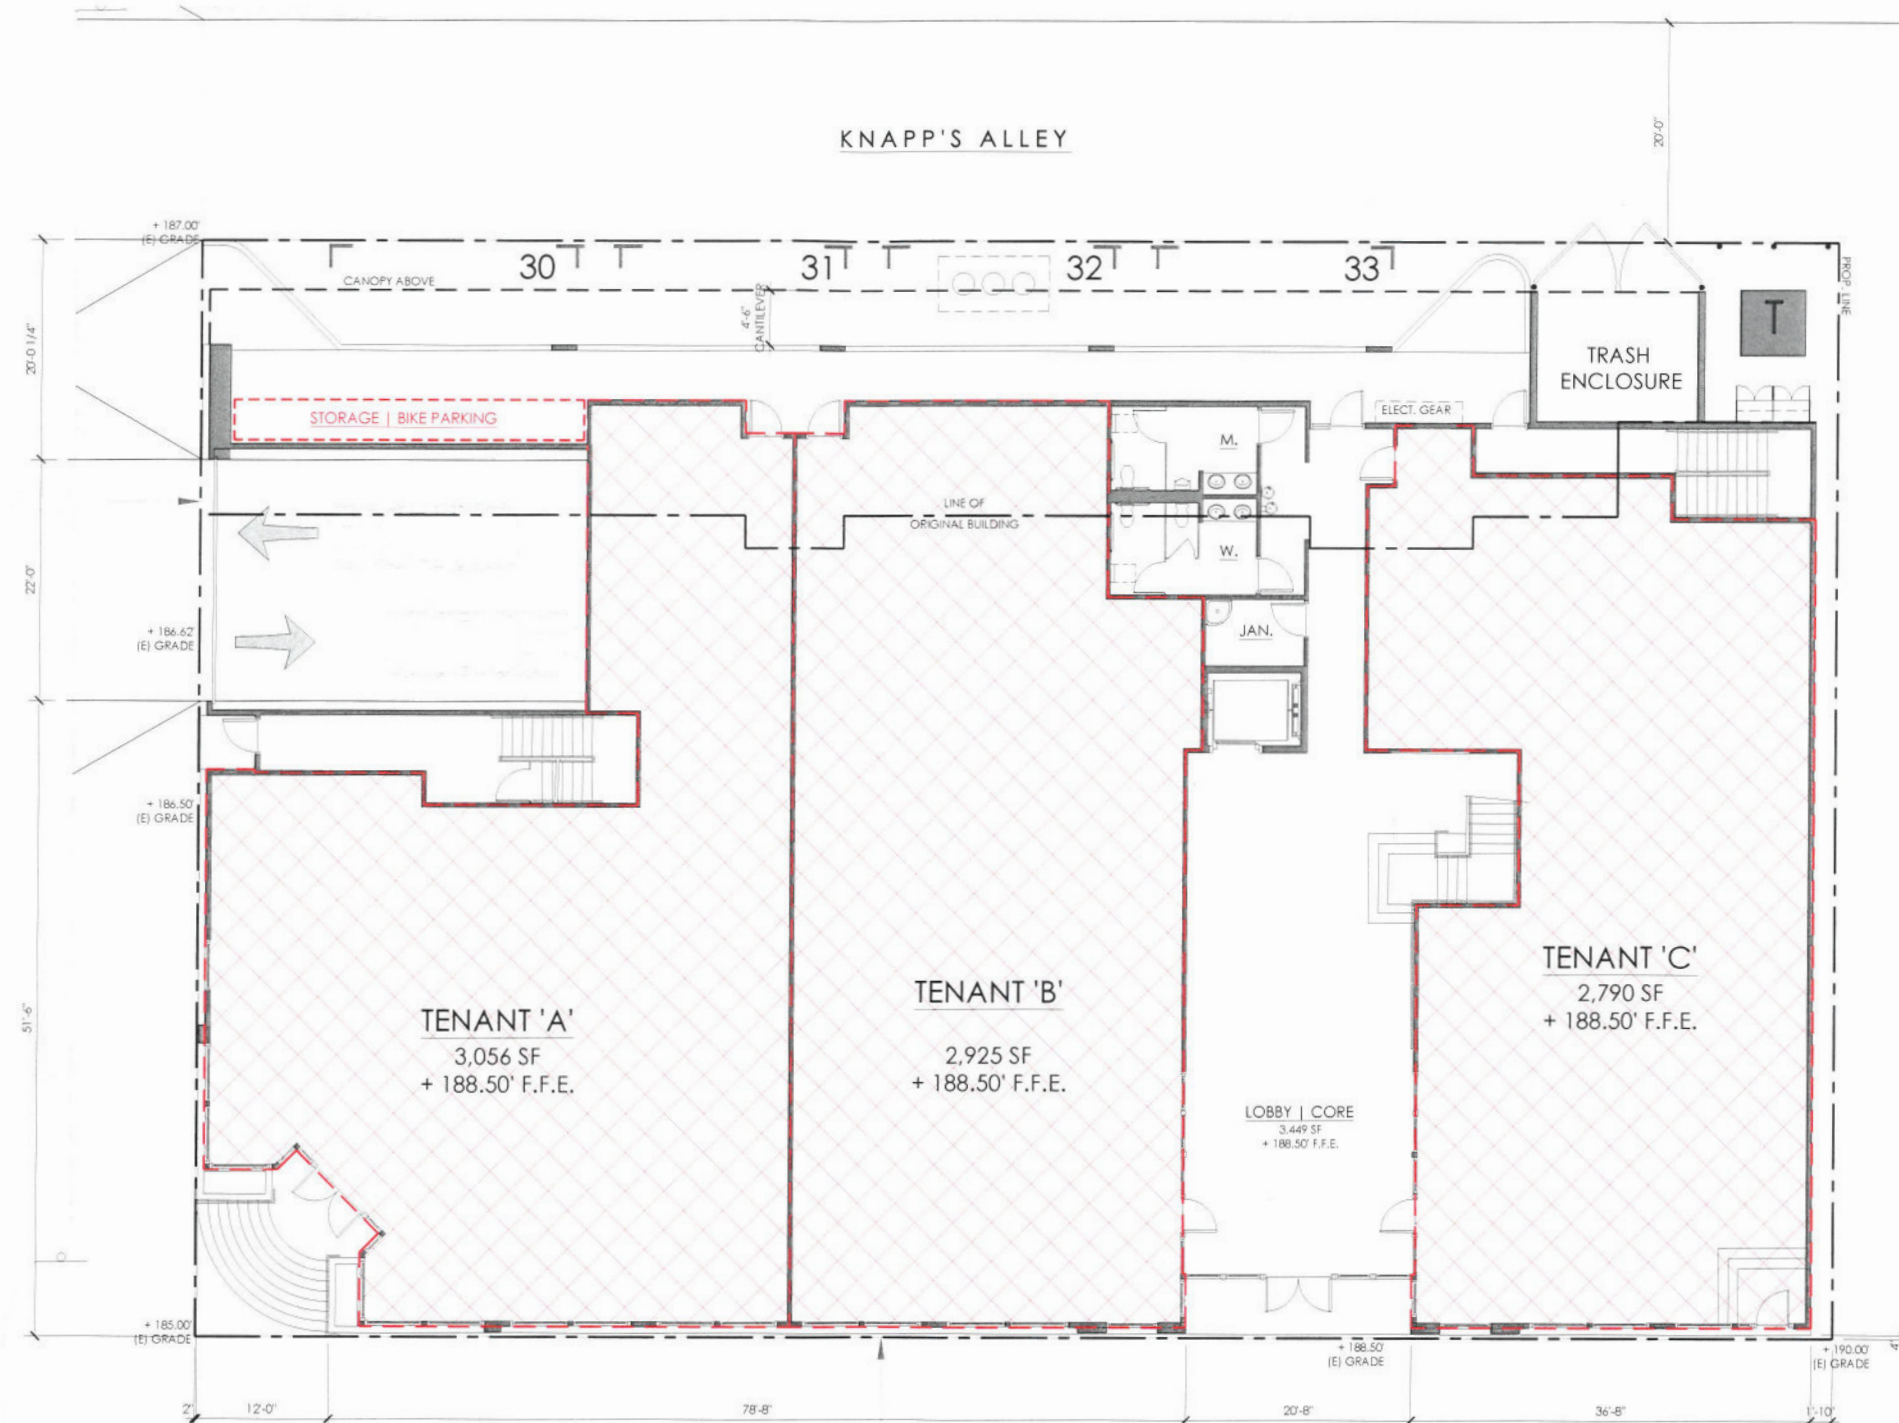 KNAPP'S ALLEY
20'-0"
+ 187.00'
(E) GRADE
30
31
32
33
CANOPY ABOVE
4'-6"
CANTILEVER
PROP. LINE
T
TRASH
ENCLOSURE
20'-0 1/4"
STORAGE | BIKE PARKING
ELECT. GEAR
M.
LINE OF
ORIGINAL BUILDING
W.
22'-0"
+ 186.62'
(E) GRADE
JAN.
+ 186.50'
(E) GRADE
TENANT 'A'
3,056 SF
+ 188.50' F.F.E.
TENANT 'B'
2,925 SF
+ 188.50' F.F.E.
TENANT 'C'
2,790 SF
+ 188.50' F.F.E.
51'-6"
LOBBY | CORE
3,449 SF
+ 188.50' F.F.E.
+ 185.00'
(E) GRADE
+ 188.50'
(E) GRADE
+ 190.00'
(E) GRADE
2'
12'-0"
78'-8"
20'-8"
36'-8"
1'-10"